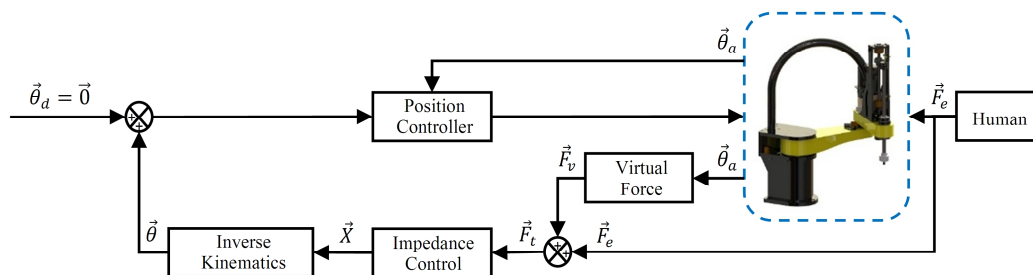 θ⃗_a
θ⃗_d = 0⃗
+
+
Position
Controller
F⃗_e
Human
F⃗_v
Virtual
Force
θ⃗_a
θ⃗
Inverse
Kinematics
X⃗
Impedance
Control
F⃗_t
+
+
F⃗_e